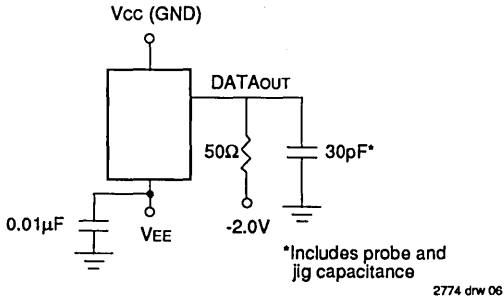 Vcc (GND)
DATAOUT
50Ω
30pF*
0.01µF
VEE
-2.0V
*Includes probe and
jig capacitance
2774 drw 06